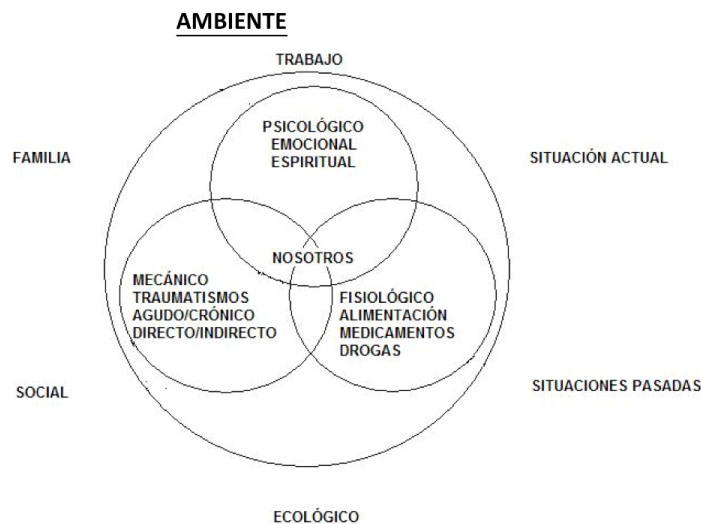 AMBIENTE
TRABAJO
PSICOLÓGICO
EMOCIONAL
ESPIRITUAL
FAMILIA
SITUACIÓN ACTUAL
NOSOTROS
MECÁNICO
TRAUMATISMOS
AGUDO/CRÓNICO
DIRECTO/INDIRECTO
FISIOLÓGICO
ALIMENTACIÓN
MEDICAMENTOS
DROGAS
SOCIAL
SITUACIONES PASADAS
ECOLÓGICO